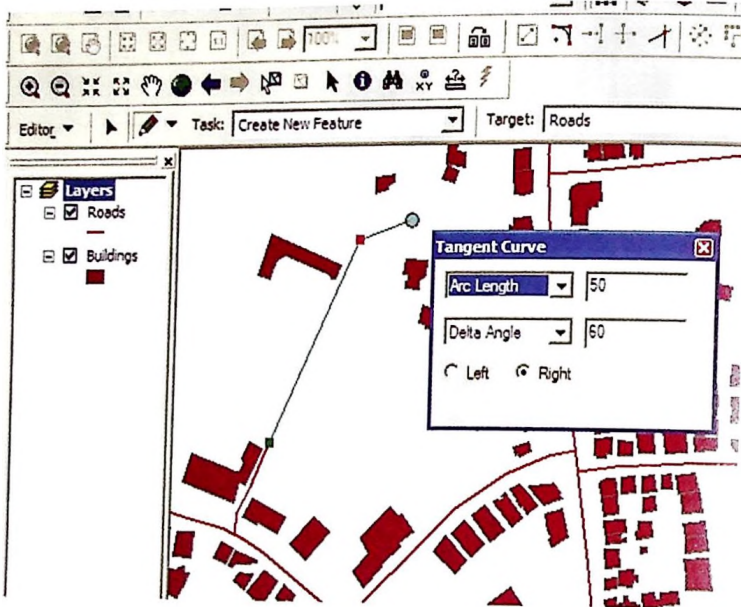 100%
XY
Editor Task: Create New Feature Target: Roads
Layers
Roads
Buildings
Tangent Curve
Arc Length 50
Delta Angle 60
Left Right